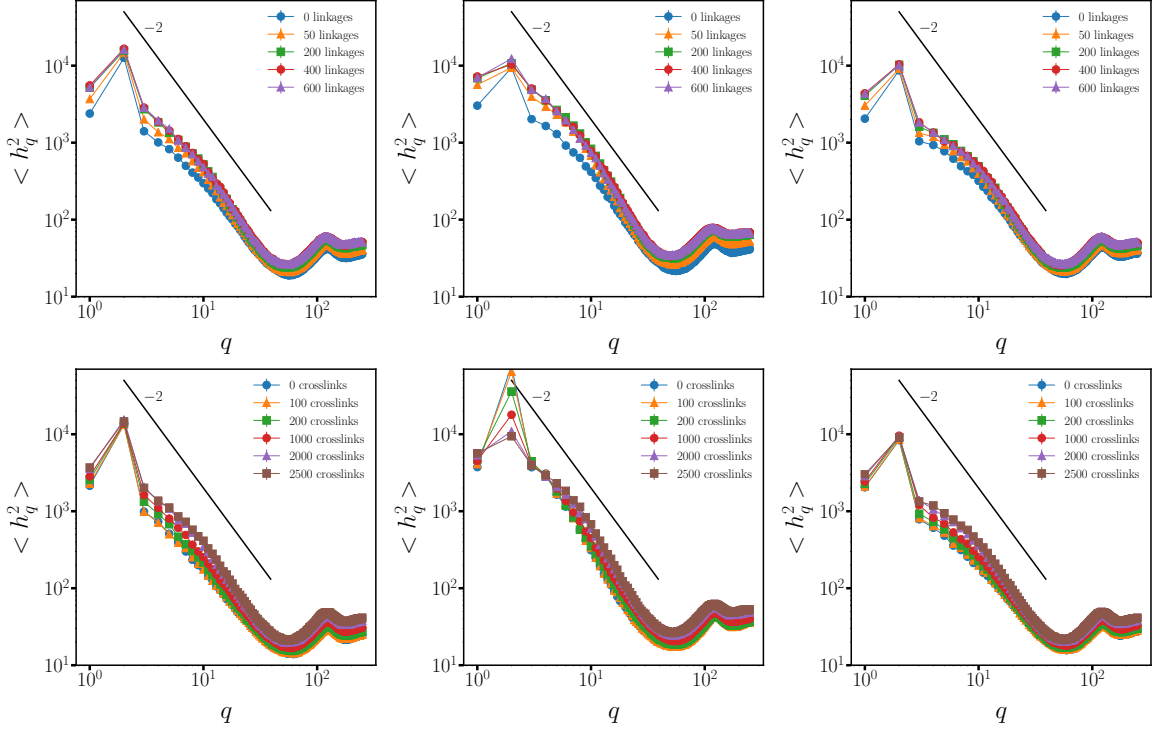 −2
0 linkages
50 linkages
200 linkages
400 linkages
600 linkages
10^4
10^3
10^2
10^1
10^0
10^1
10^2
< h_q^2 >
q
−2
0 linkages
50 linkages
200 linkages
400 linkages
600 linkages
10^4
10^3
10^2
10^1
10^0
10^1
10^2
< h_q^2 >
q
−2
0 linkages
50 linkages
200 linkages
400 linkages
600 linkages
10^4
10^3
10^2
10^1
10^0
10^1
10^2
< h_q^2 >
q
−2
0 crosslinks
100 crosslinks
200 crosslinks
1000 crosslinks
2000 crosslinks
2500 crosslinks
10^4
10^3
10^2
10^1
10^0
10^1
10^2
< h_q^2 >
q
−2
0 crosslinks
100 crosslinks
200 crosslinks
1000 crosslinks
2000 crosslinks
2500 crosslinks
10^4
10^3
10^2
10^1
10^0
10^1
10^2
< h_q^2 >
q
−2
0 crosslinks
100 crosslinks
200 crosslinks
1000 crosslinks
2000 crosslinks
2500 crosslinks
10^4
10^3
10^2
10^1
10^0
10^1
10^2
< h_q^2 >
q